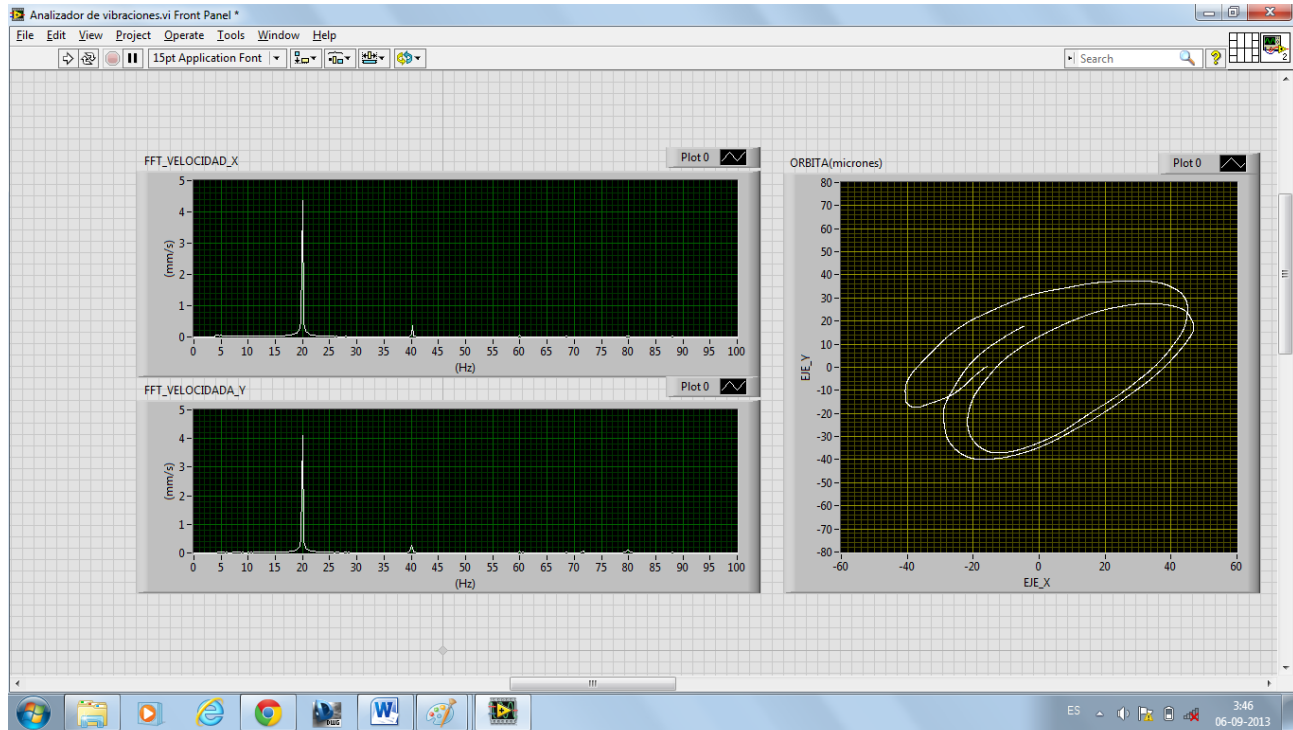 Analizador de vibraciones.vi Front Panel *
File Edit View Project Operate Tools Window Help
15pt Application Font
Search
2
FFT_VELOCIDAD_X
Plot 0
5
4
3
2
1
0
(mm/s)
0 5 10 15 20 25 30 35 40 45 50 55 60 65 70 75 80 85 90 95 100
(Hz)
FFT_VELOCIDADA_Y
Plot 0
5
4
3
2
1
0
(mm/s)
0 5 10 15 20 25 30 35 40 45 50 55 60 65 70 75 80 85 90 95 100
(Hz)
ORBITA(micrones)
Plot 0
80
70
60
50
40
30
20
10
0
-10
-20
-30
-40
-50
-60
-70
-80
EJE_Y
-60 -40 -20 0 20 40 60
EJE_X
DWG
W
ES
3:46
06-09-2013